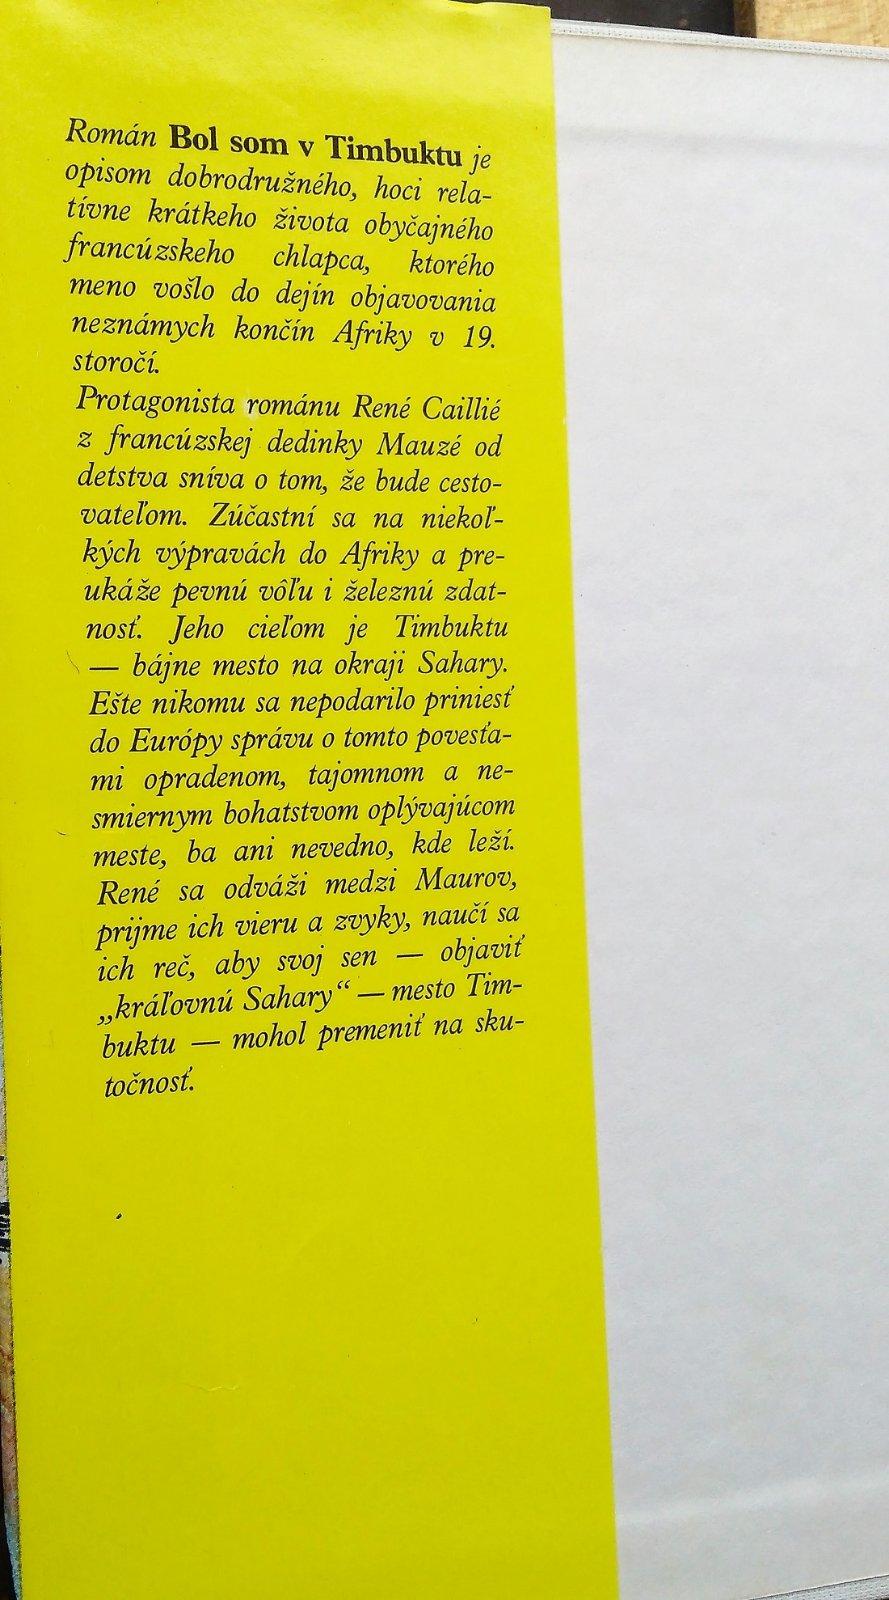 Román Bol som v Timbuktu je
opisom dobrodružného, hoci rela-
tívne krátkeho života obyčajného
francúzskeho chlapca, ktorého
meno vošlo do dejín objavovania
neznámych končín Afriky v 19.
storočí.
Protagonista románu René Caillié
z francúzskej dedinky Mauzé od
detstva sníva o tom, že bude cesto-
vateľom. Zúčastní sa na niekoľ-
kých výpravách do Afriky a pre-
ukáže pevnú vôľu i železnú zdat-
nosť. Jeho cieľom je Timbuktu
— bájne mesto na okraji Sahary.
Ešte nikomu sa nepodarilo priniesť
do Európy správu o tomto povesťa-
mi opradenom, tajomnom a ne-
smiernym bohatstvom oplývajúcom
meste, ba ani nevedno, kde leží.
René sa odváži medzi Maurov,
prijme ich vieru a zvyky, naučí sa
ich reč, aby svoj sen — objaviť
„kráľovnú Sahary“ — mesto Tim-
buktu — mohol premeniť na sku-
točnosť.